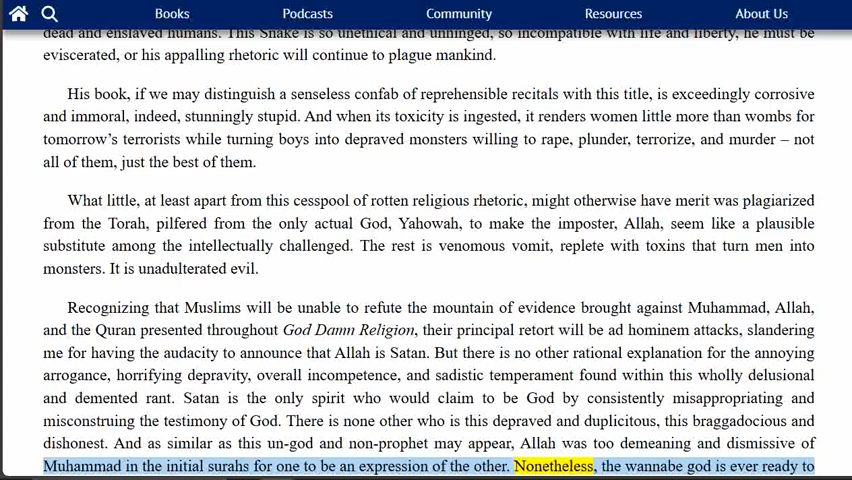 Books Podcasts Community Resources About Us
dead and enslaved humans. This Snake is so unethical and unhinged, so incompatible with life and liberty, he must be
eviscerated, or his appalling rhetoric will continue to plague mankind.
His book, if we may distinguish a senseless confab of reprehensible recitals with this title, is exceedingly corrosive
and immoral, indeed, stunningly stupid. And when its toxicity is ingested, it renders women little more than wombs for
tomorrow’s terrorists while turning boys into depraved monsters willing to rape, plunder, terrorize, and murder – not
all of them, just the best of them.
What little, at least apart from this cesspool of rotten religious rhetoric, might otherwise have merit was plagiarized
from the Torah, pilfered from the only actual God, Yahowah, to make the imposter, Allah, seem like a plausible
substitute among the intellectually challenged. The rest is venomous vomit, replete with toxins that turn men into
monsters. It is unadulterated evil.
Recognizing that Muslims will be unable to refute the mountain of evidence brought against Muhammad, Allah,
and the Quran presented throughout God Damn Religion, their principal retort will be ad hominem attacks, slandering
me for having the audacity to announce that Allah is Satan. But there is no other rational explanation for the annoying
arrogance, horrifying depravity, overall incompetence, and sadistic temperament found within this wholly delusional
and demented rant. Satan is the only spirit who would claim to be God by consistently misappropriating and
misconstruing the testimony of God. There is none other who is this depraved and duplicitous, this braggadocious and
dishonest. And as similar as this un-god and non-prophet may appear, Allah was too demeaning and dismissive of
Muhammad in the initial surahs for one to be an expression of the other. Nonetheless, the wannabe god is ever ready to